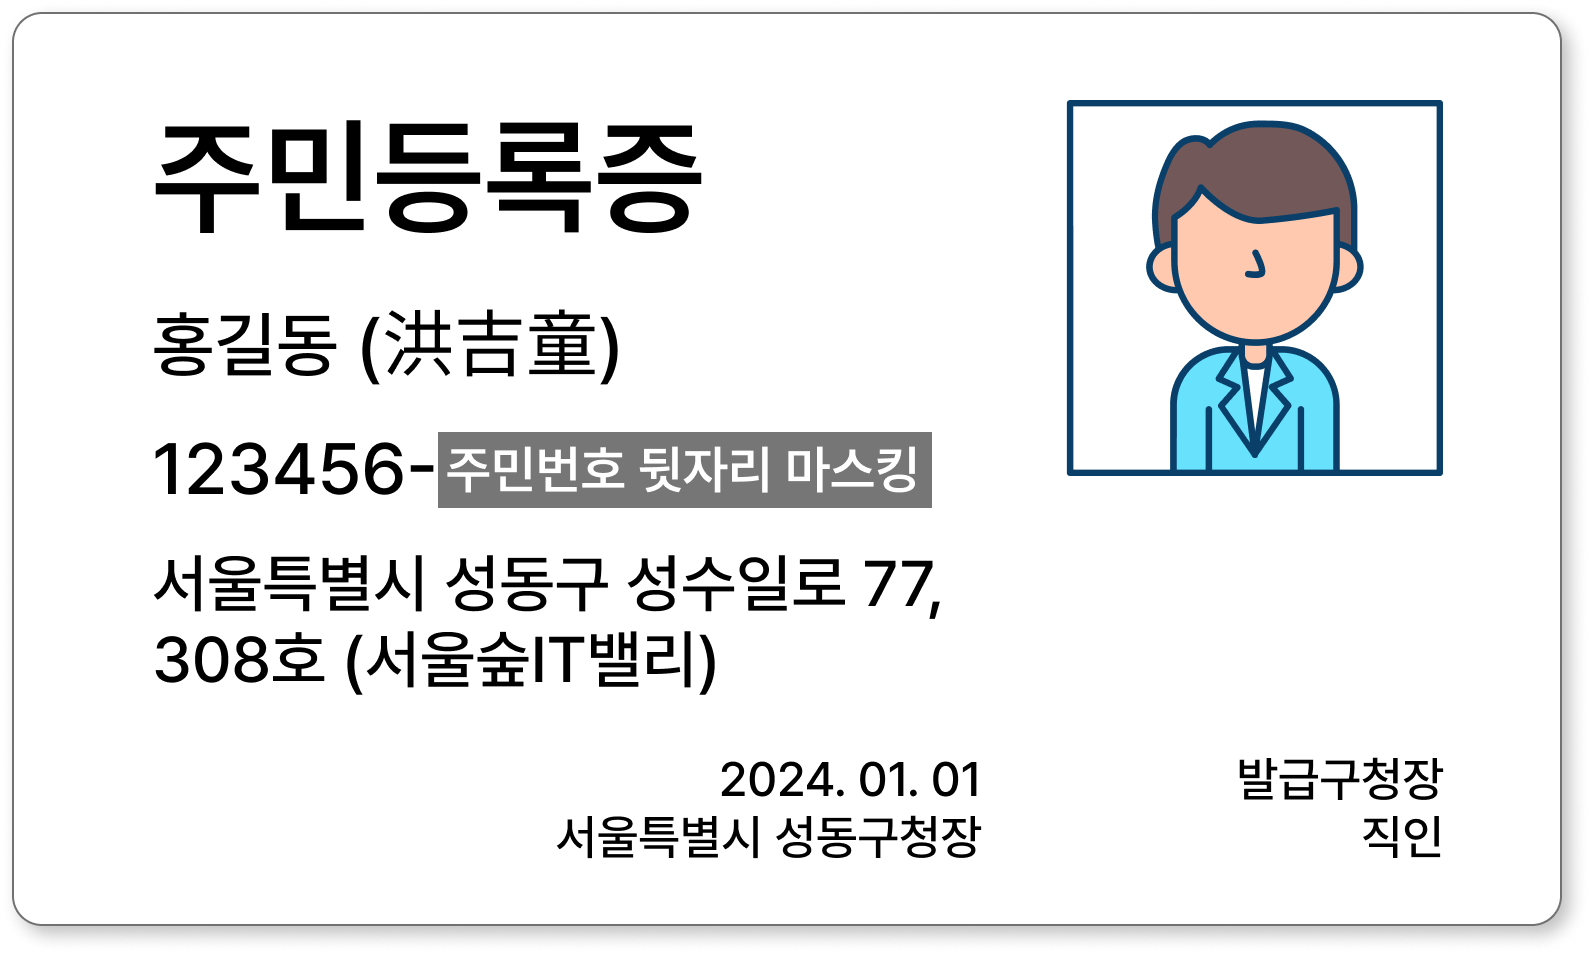 주민등록증
홍길동 (洪吉童)
123456-주민번호 뒷자리 마스킹
서울특별시 성동구 성수일로 77,
308호 (서울숲IT밸리)
2024. 01. 01
서울특별시 성동구청장
발급구청장
직인